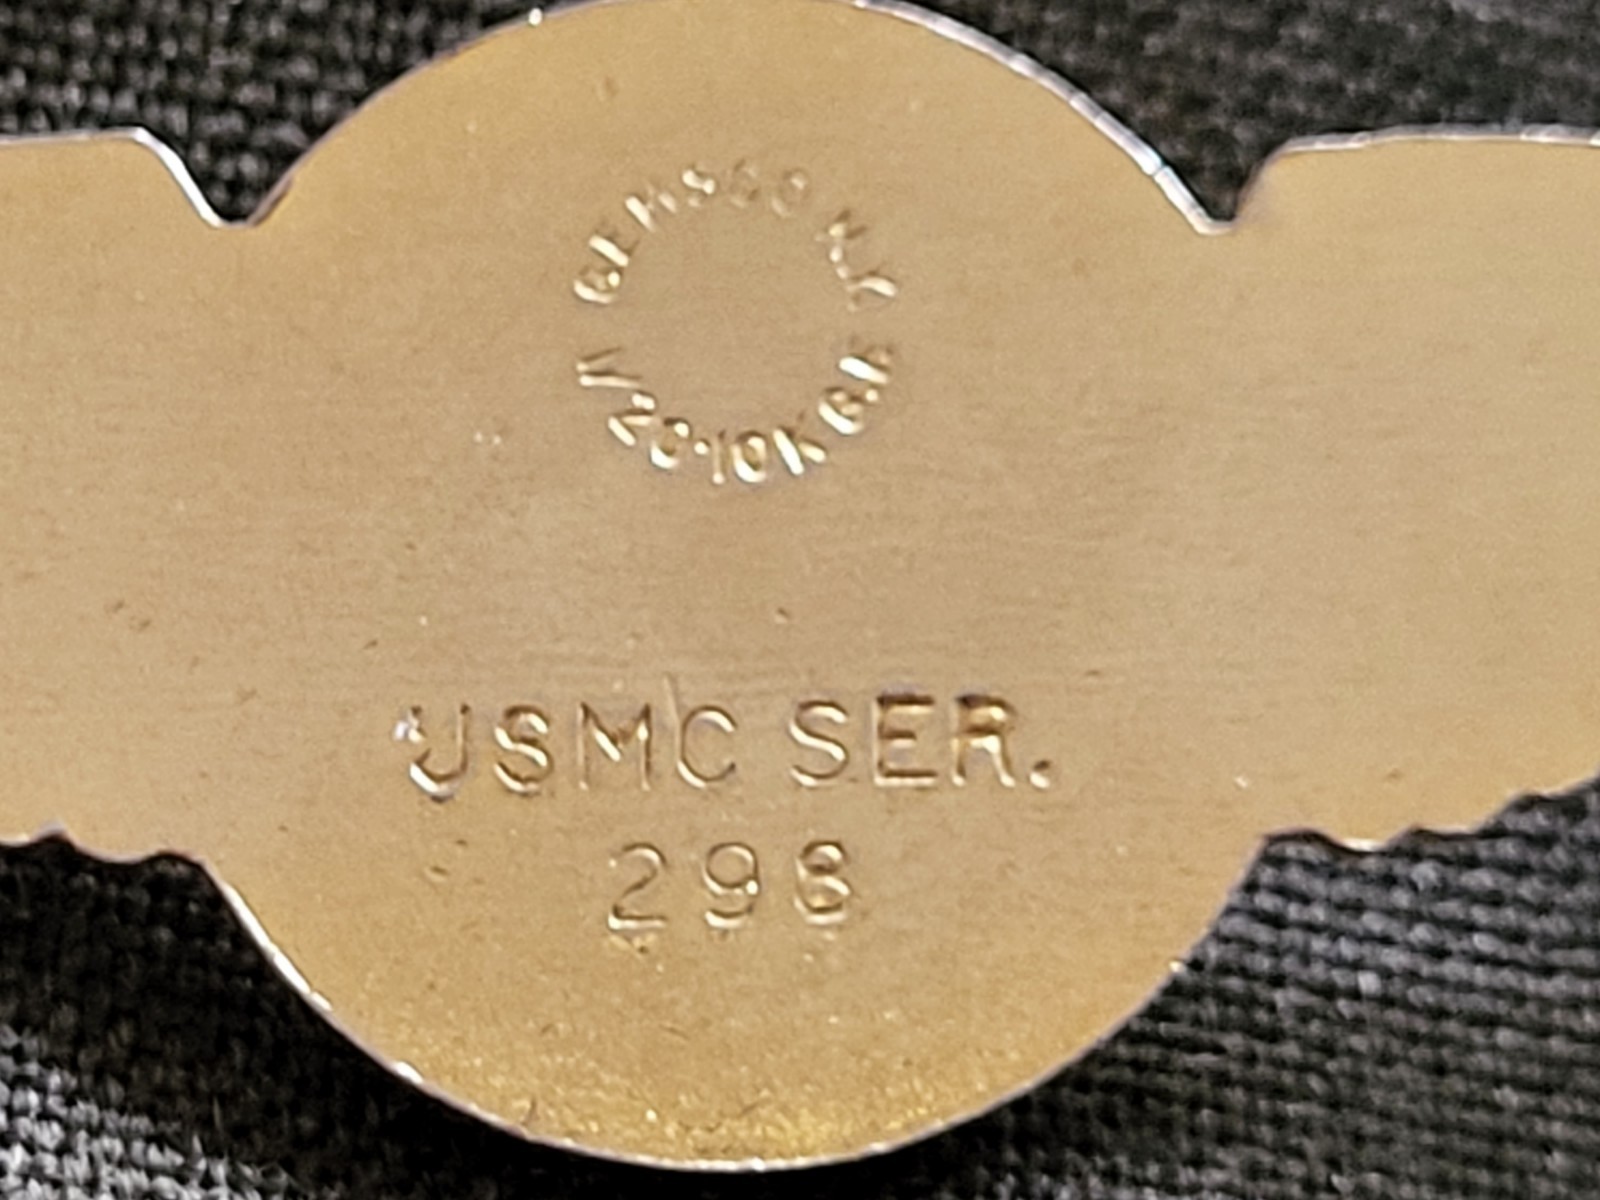 GEMSCO N.Y.
1/20·10K G.F.
USMC SER.
298